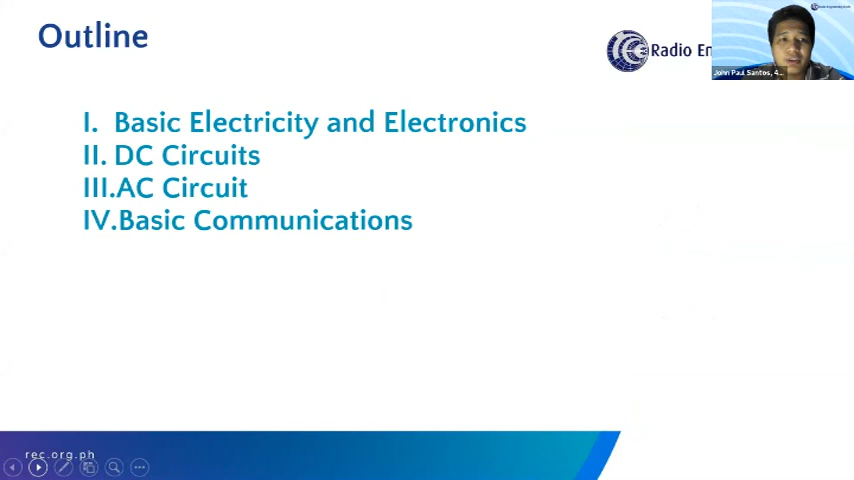 Outline
Radio En
John Paul Santos, 4...
I. Basic Electricity and Electronics
II. DC Circuits
III.AC Circuit
IV.Basic Communications
rec.org.ph